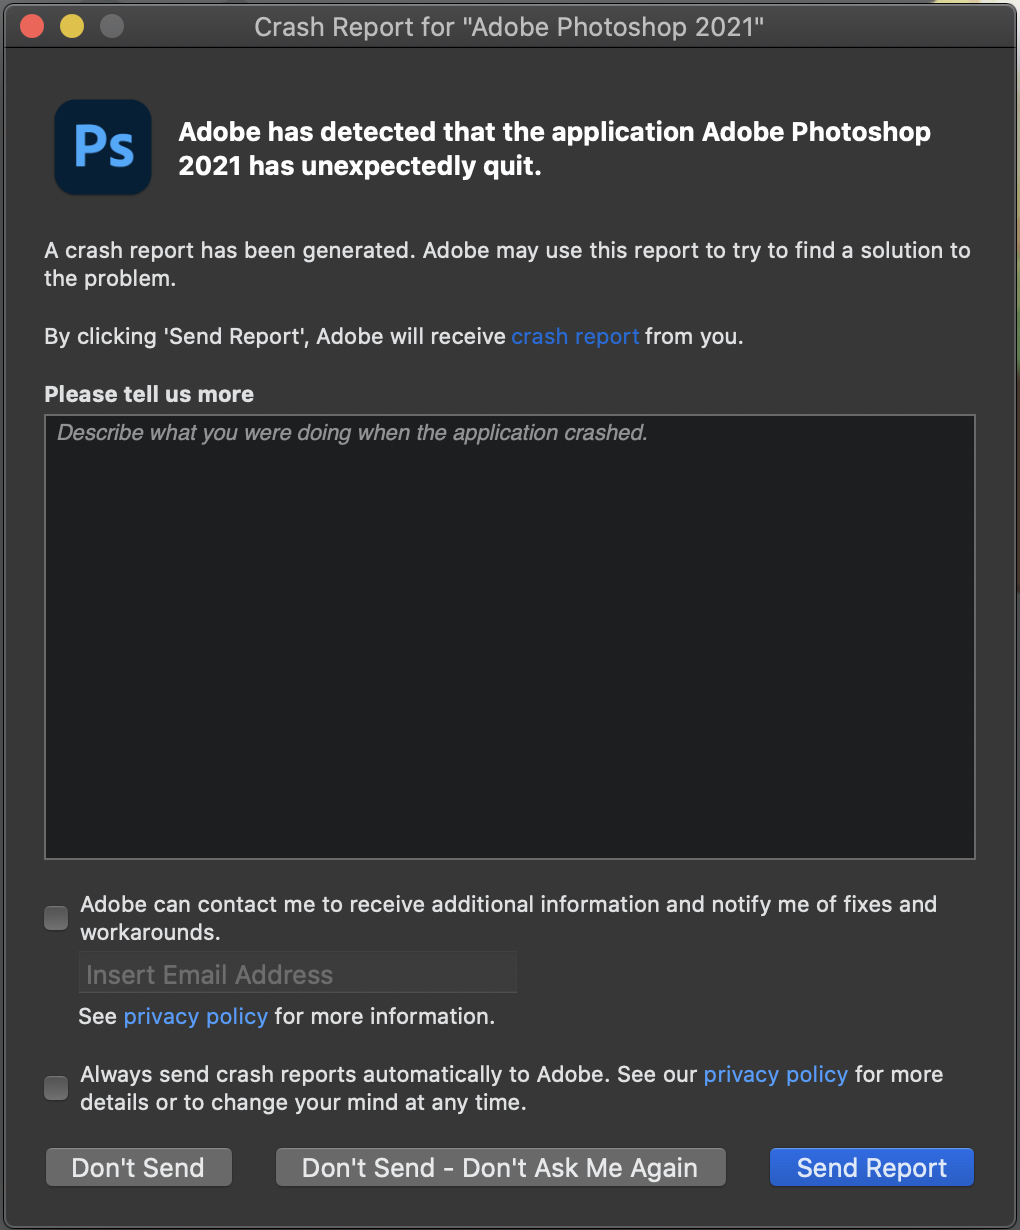 Crash Report for "Adobe Photoshop 2021"
Ps
Adobe has detected that the application Adobe Photoshop
2021 has unexpectedly quit.
A crash report has been generated. Adobe may use this report to try to find a solution to
the problem.
By clicking 'Send Report', Adobe will receive crash report from you.
Please tell us more
Describe what you were doing when the application crashed.
Adobe can contact me to receive additional information and notify me of fixes and
workarounds.
Insert Email Address
See privacy policy for more information.
Always send crash reports automatically to Adobe. See our privacy policy for more
details or to change your mind at any time.
Don't Send
Don't Send - Don't Ask Me Again
Send Report